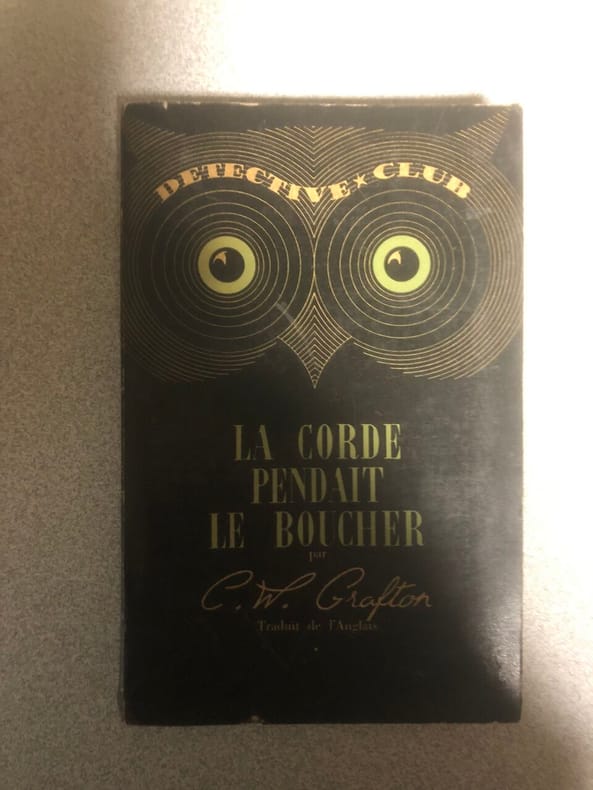 DETECTIVE★CLUB
LA CORDE
PENDAIT
LE BOUCHER
par
C. W. Grafton
Traduit de l'Anglais